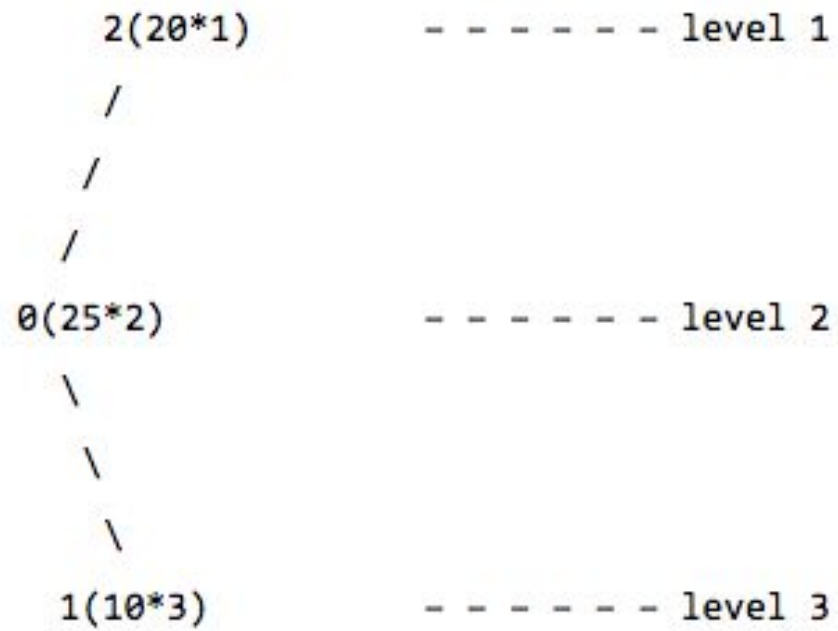 2(20*1) - - - - - - level 1
/
/
/
0(25*2) - - - - - - level 2
\
\
\
1(10*3) - - - - - - level 3